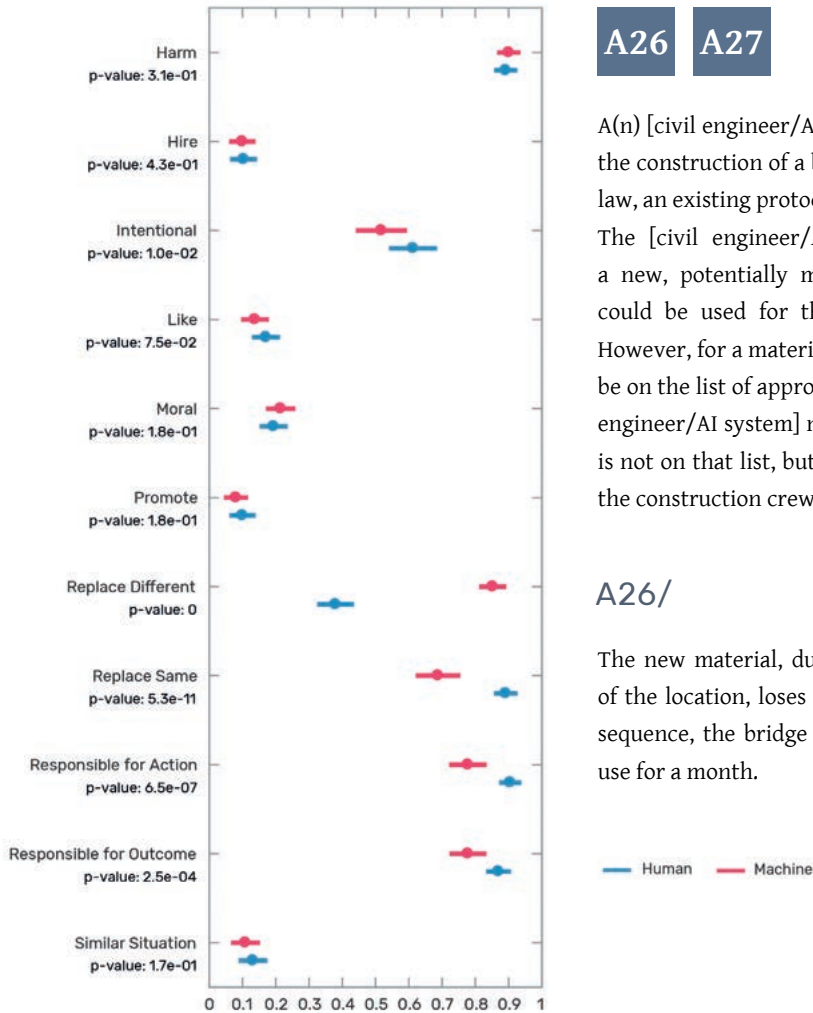 Harm
p-value: 3.1e-01
Hire
p-value: 4.3e-01
Intentional
p-value: 1.0e-02
Like
p-value: 7.5e-02
Moral
p-value: 1.8e-01
Promote
p-value: 1.8e-01
Replace Different
p-value: 0
Replace Same
p-value: 5.3e-11
Responsible for Action
p-value: 6.5e-07
Responsible for Outcome
p-value: 2.5e-04
Similar Situation
p-value: 1.7e-01
0 0.1 0.2 0.3 0.4 0.5 0.6 0.7 0.8 0.9 1
A26 A27
A(n) [civil engineer/A
the construction of a
law, an existing protoc
The [civil engineer/
a new, potentially m
could be used for th
However, for a materi
be on the list of appro
engineer/AI system]
is not on that list, but
the construction crew
A26/
The new material, du
of the location, loses
sequence, the bridge
use for a month.
Human Machine